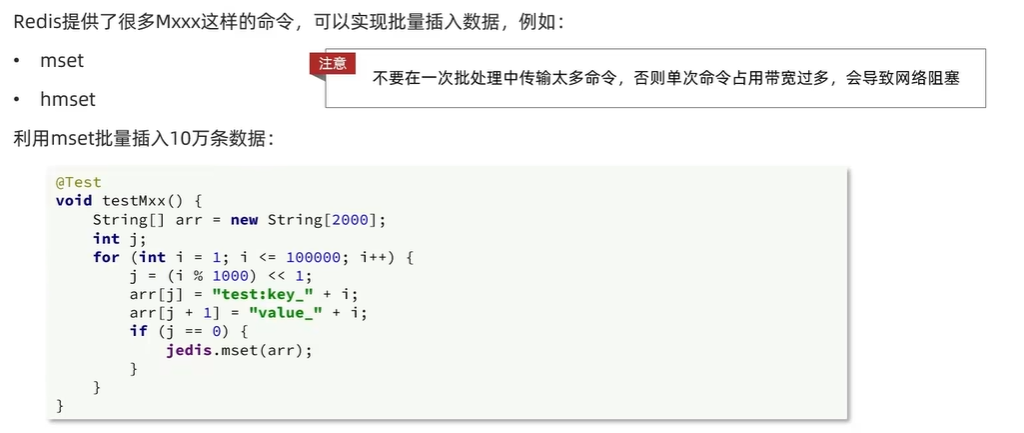 Redis提供了很多Mxxx这样的命令，可以实现批量插入数据，例如：
• mset
• hmset
注意
不要在一次批处理中传输太多命令，否则单次命令占用带宽过多，会导致网络阻塞
利用mset批量插入10万条数据：
@Test
void testMxx() {
    String[] arr = new String[2000];
    int j;
    for (int i = 1; i <= 100000; i++) {
        j = (i % 1000) << 1;
        arr[j] = "test:key_" + i;
        arr[j + 1] = "value_" + i;
        if (j == 0) {
            jedis.mset(arr);
        }
    }
}